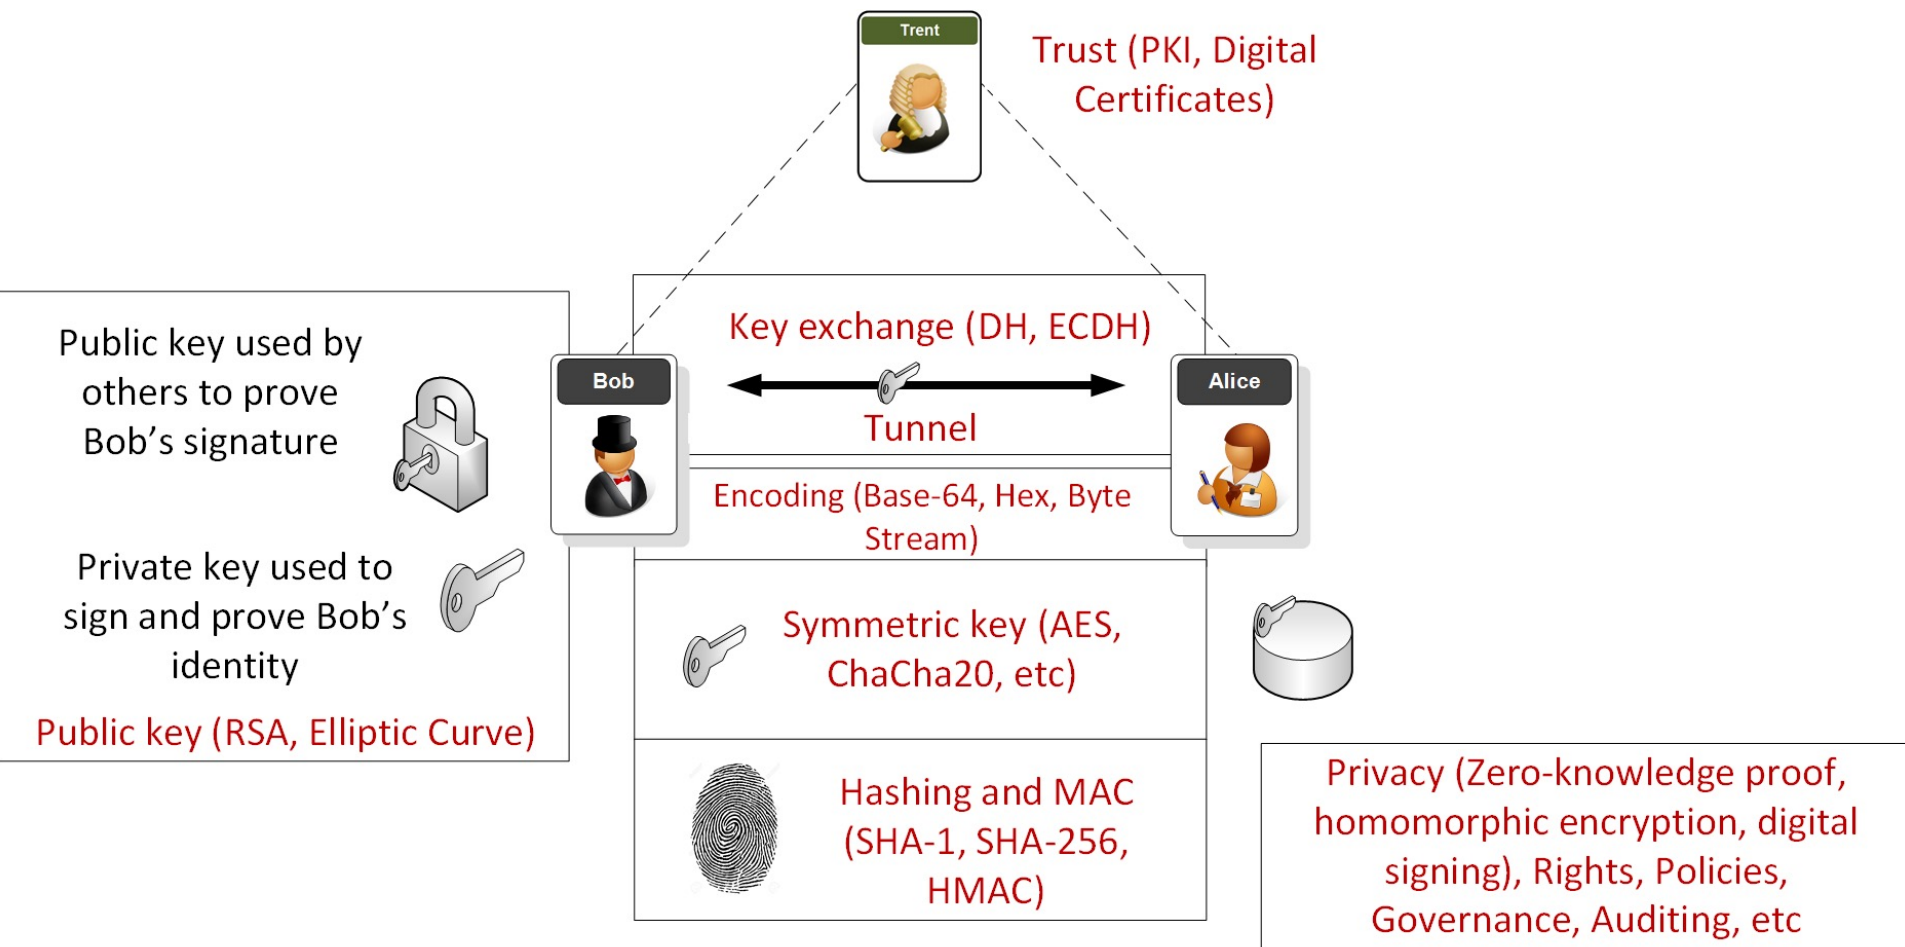 Trent
Trust (PKI, Digital
Certificates)
Public key used by
others to prove
Bob’s signature
Private key used to
sign and prove Bob’s
identity
Public key (RSA, Elliptic Curve)
Bob
Key exchange (DH, ECDH)
Tunnel
Alice
Encoding (Base-64, Hex, Byte
Stream)
Symmetric key (AES,
ChaCha20, etc)
Hashing and MAC
(SHA-1, SHA-256,
HMAC)
Privacy (Zero-knowledge proof,
homomorphic encryption, digital
signing), Rights, Policies,
Governance, Auditing, etc